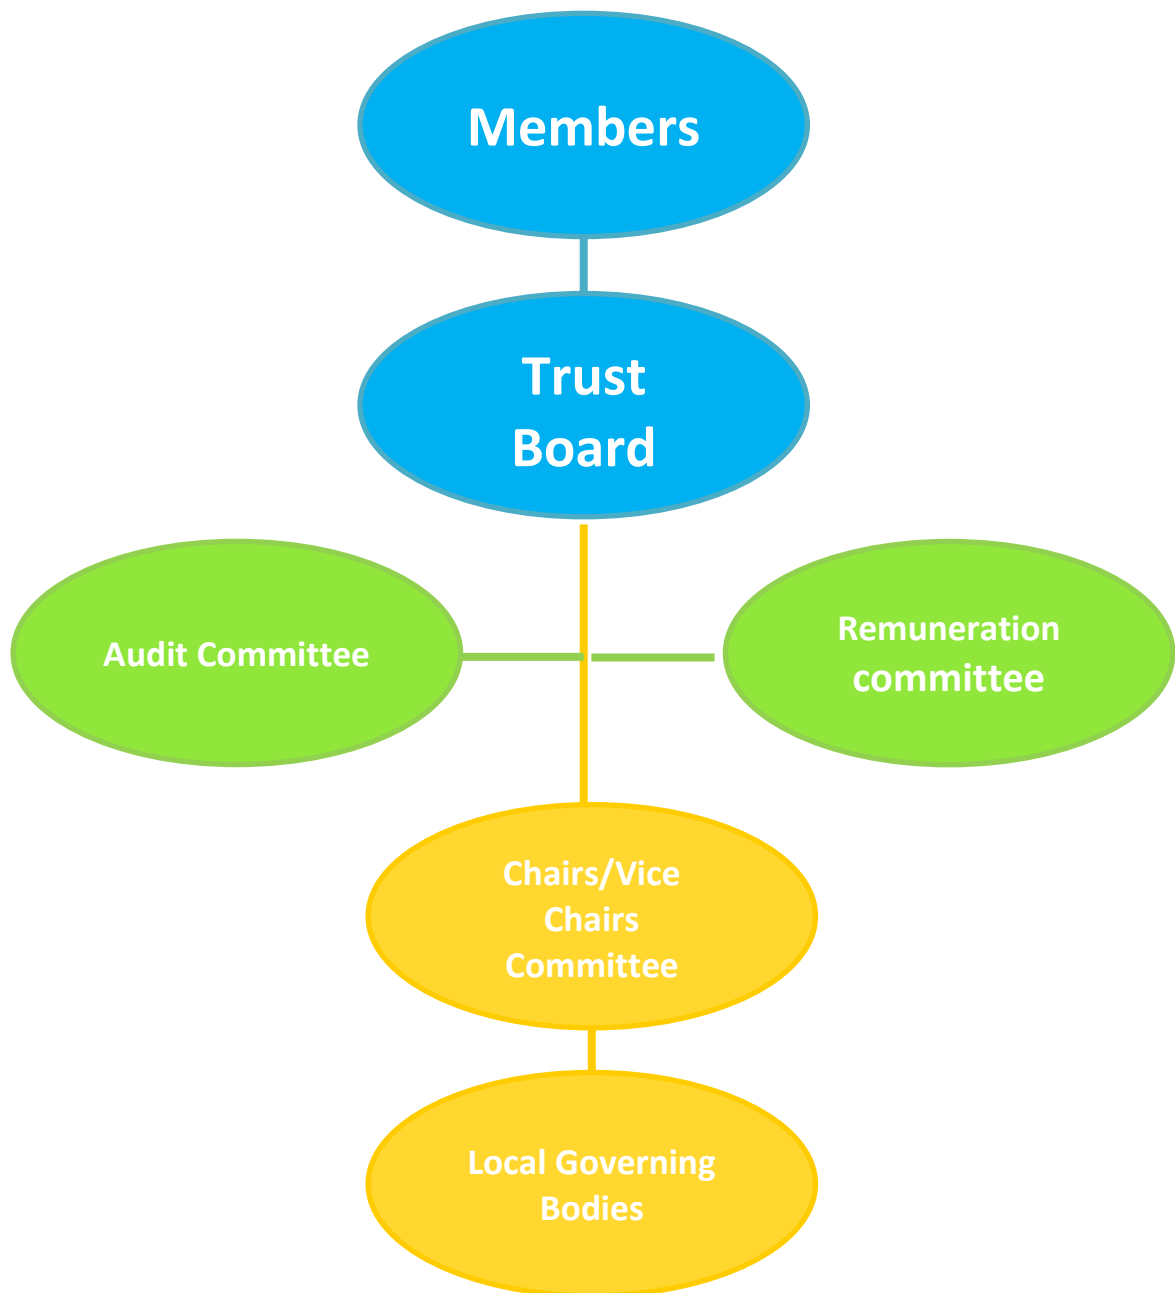 Members
Trust
Board
Audit Committee
Remuneration
committee
Chairs/Vice
Chairs
Committee
Local Governing
Bodies